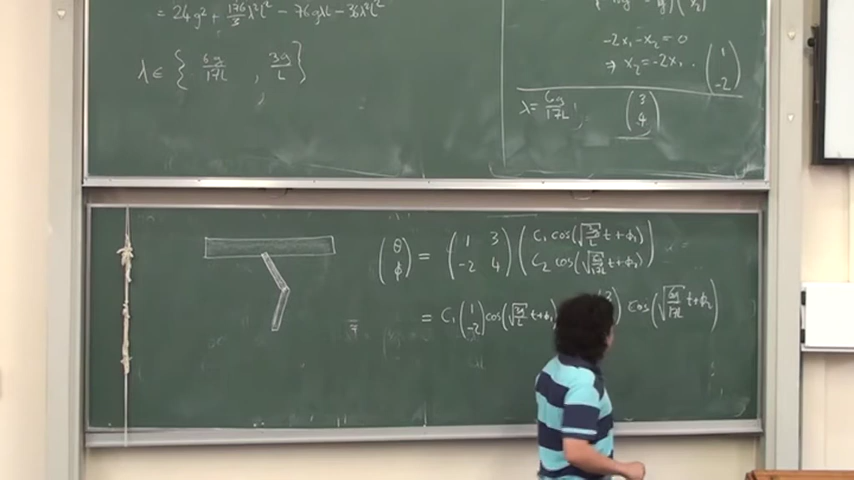 = 24g² + 176/3 λ²l² - 76gλl - 36λ²l²
λ ∈ { 6g/17L , 3g/L }
-2x₁ - x₂ = 0
⇒ x₂ = -2x₁ . (1 -2)
λ = 6g/17L ; (3 4)
(θ ϕ) = (1 3 -2 4) (C₁ cos(√(3g/L) t + ϕ₁) C₂ cos(√(6g/17L) t + ϕ₂))
= C₁ (1 -2) cos(√(3g/L) t + ϕ₁) cos(√(6g/17L) t + ϕ₂)